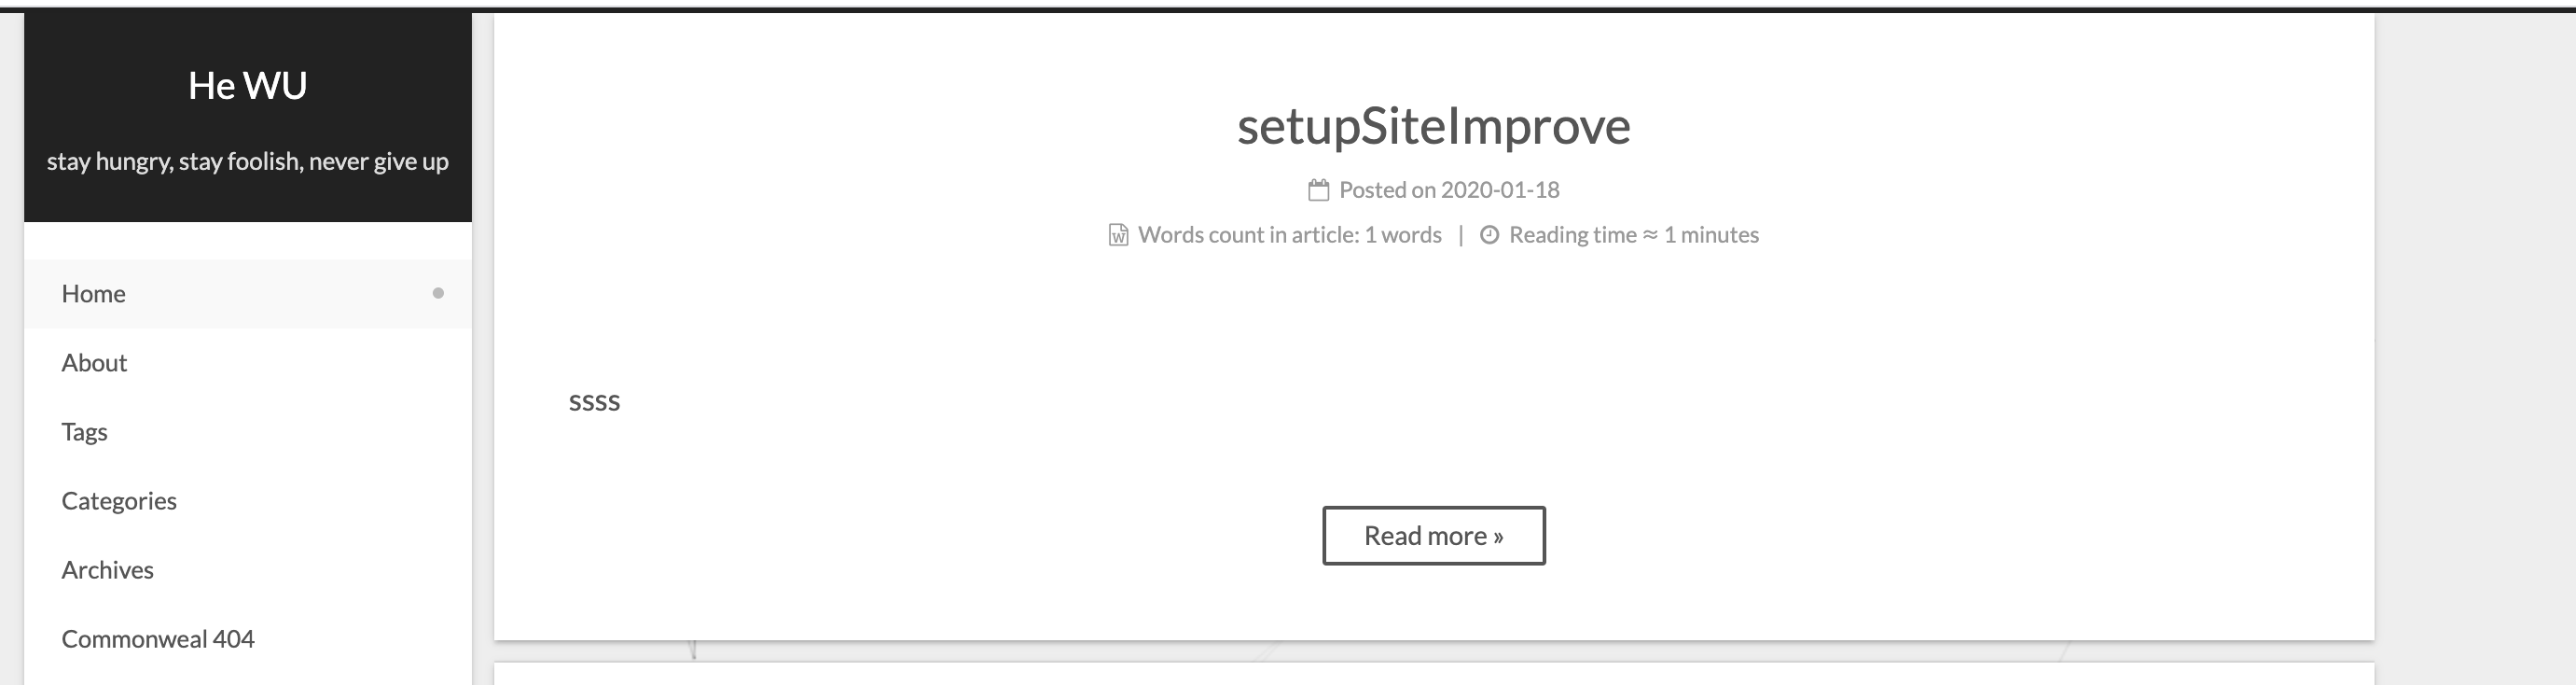 He WU
stay hungry, stay foolish, never give up
Home
About
Tags
Categories
Archives
Commonweal 404
setupSiteImprove
Posted on 2020-01-18
Words count in article: 1 words | Reading time ≈ 1 minutes
ssss
Read more »